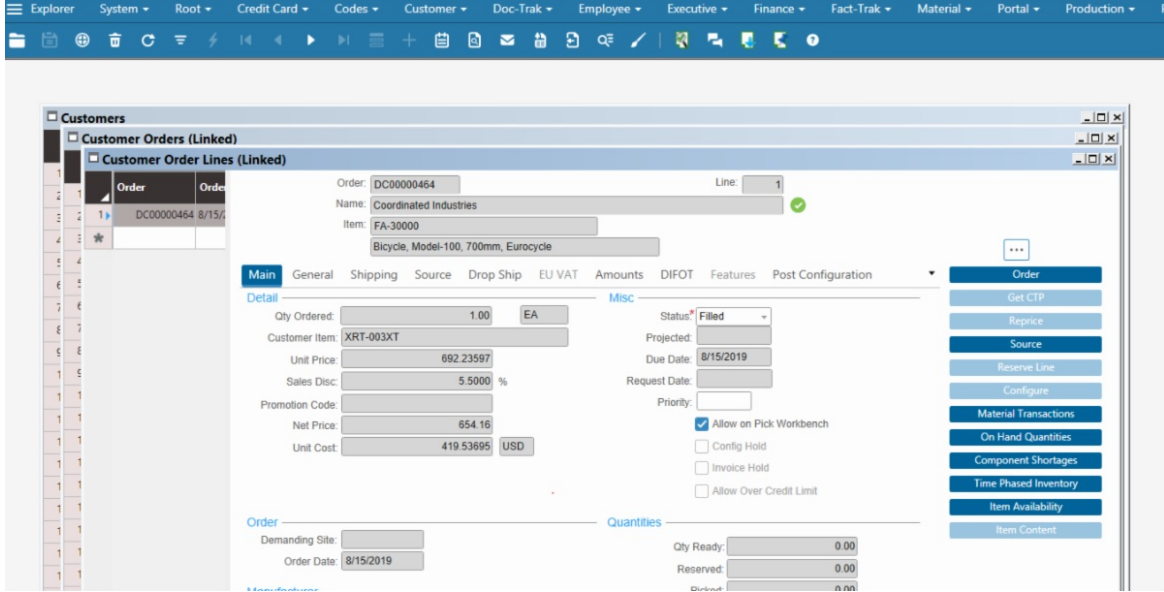 Explorer System Root Credit Card Codes Customer Doc-Trak Employee Executive Finance Fact-Trak Material Portal Production
Customers
Customer Orders (Linked)
Customer Order Lines (Linked)
Order Orde
1 DC00000464 8/15/2
Order: DC00000464 Line: 1
Name: Coordinated Industries
Item: FA-30000
Bicycle, Model-100, 700mm, Eurocycle
...
Main General Shipping Source Drop Ship EU VAT Amounts DIFOT Features Post Configuration
Detail
Qty Ordered: 1.00 EA
Customer Item: XRT-003XT
Unit Price: 692.23597
Sales Disc: 5.5000 %
Promotion Code:
Net Price: 654.16
Unit Cost: 419.53695 USD
Misc
Status:* Filled
Projected:
Due Date: 8/15/2019
Request Date:
Priority:
Allow on Pick Workbench
Config Hold
Invoice Hold
Allow Over Credit Limit
Order
Get CTP
Reprice
Source
Reserve Line
Configure
Material Transactions
On Hand Quantities
Component Shortages
Time Phased Inventory
Item Availability
Item Content
Order
Demanding Site:
Order Date: 8/15/2019
Quantities
Qty Ready: 0.00
Reserved: 0.00
Picked: 0.00
Manufacturer